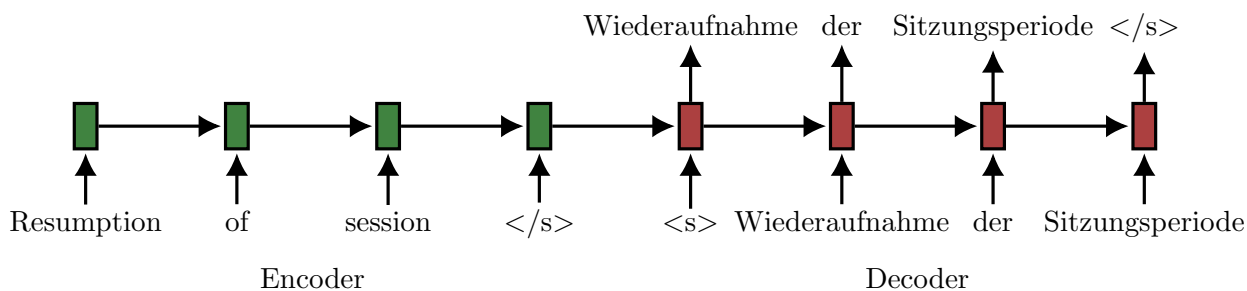 Wiederaufnahme der Sitzungsperiode </s>
Resumption of session </s> <s> Wiederaufnahme der Sitzungsperiode
Encoder Decoder